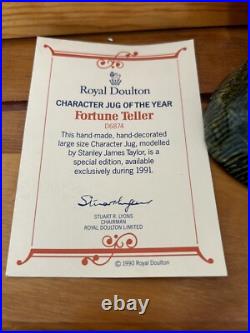 Royal Doulton
CHARACTER JUG OF THE YEAR
Fortune Teller
D6874
This hand-made, hand-decorated
large size Character Jug, modelled
by Stanley James Taylor, is a
special edition, available
exclusively during 1991.
STUART R. LYONS
CHAIRMAN
ROYAL DOULTON LIMITED
© 1990 Royal Doulton